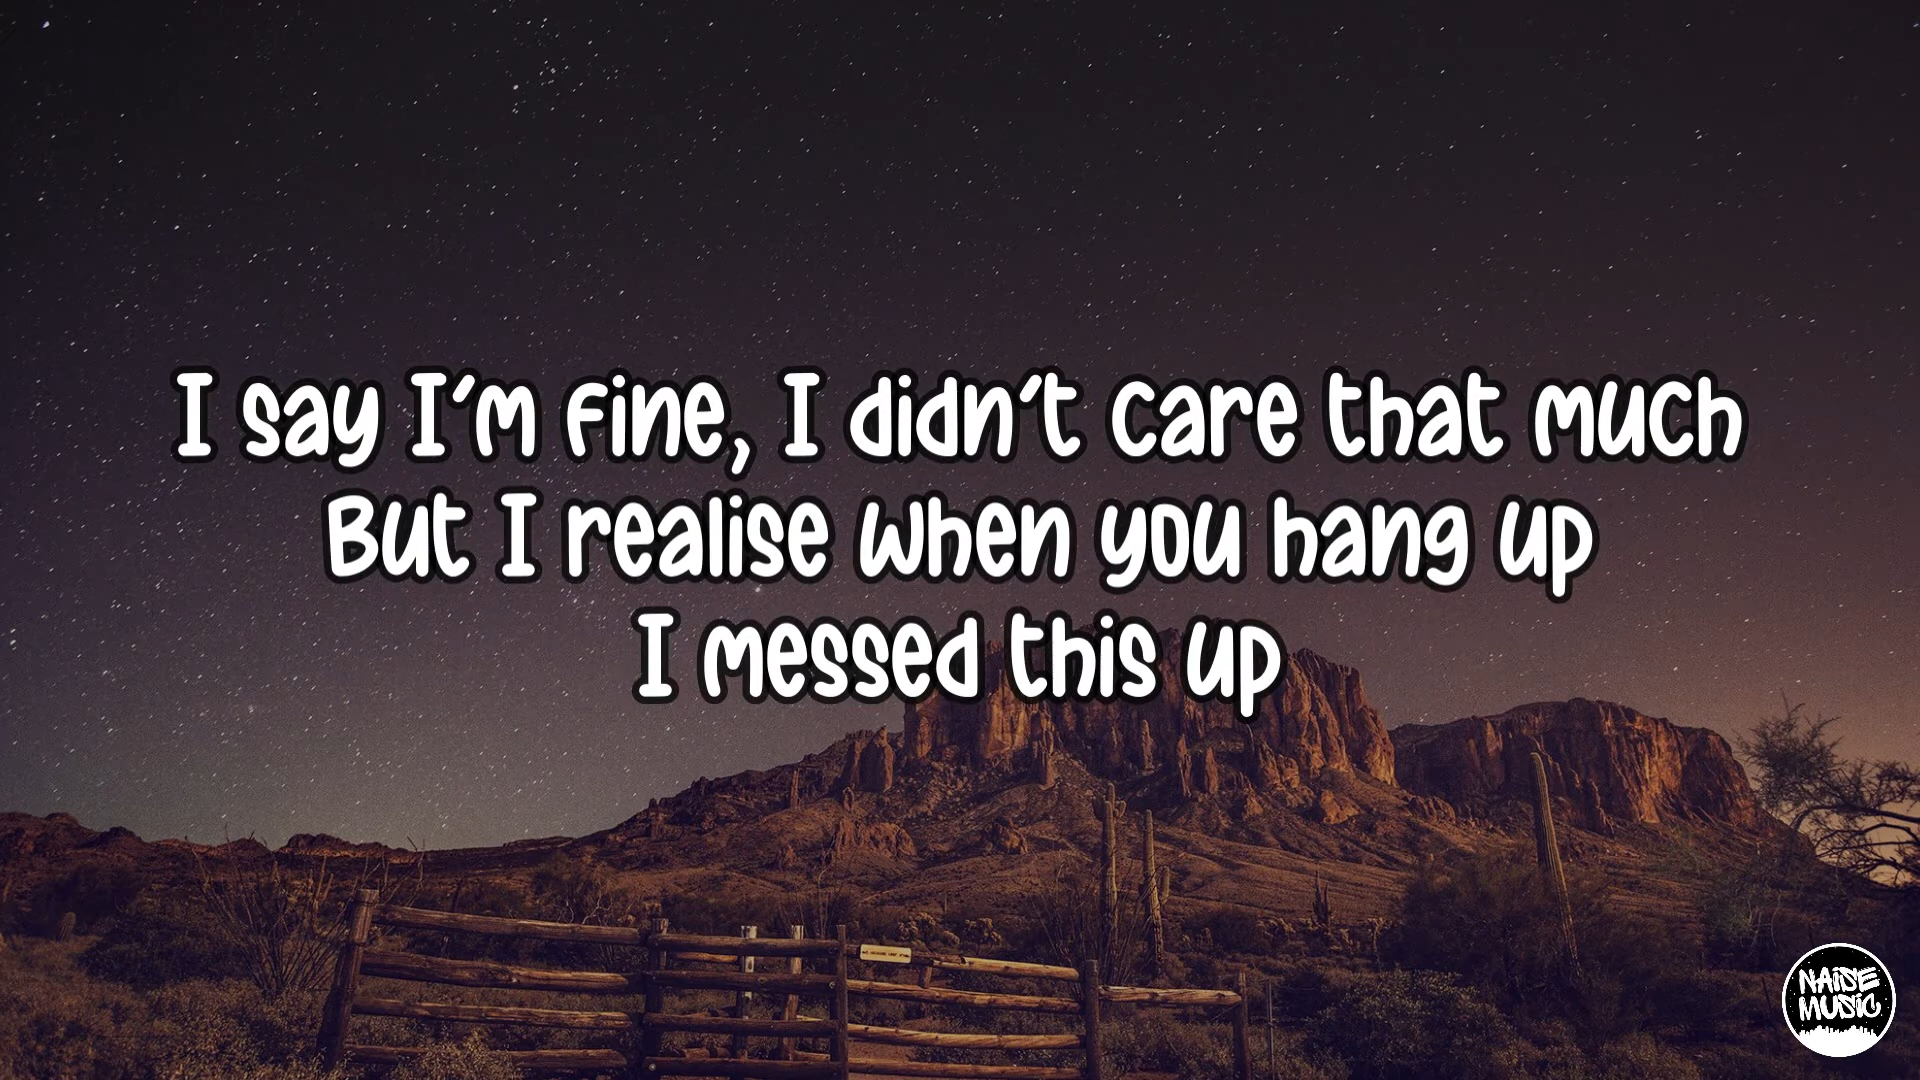 I say I'm fine, I didn't care that much
But I realise when you hang up
I messed this up
NAISE
MUSIC